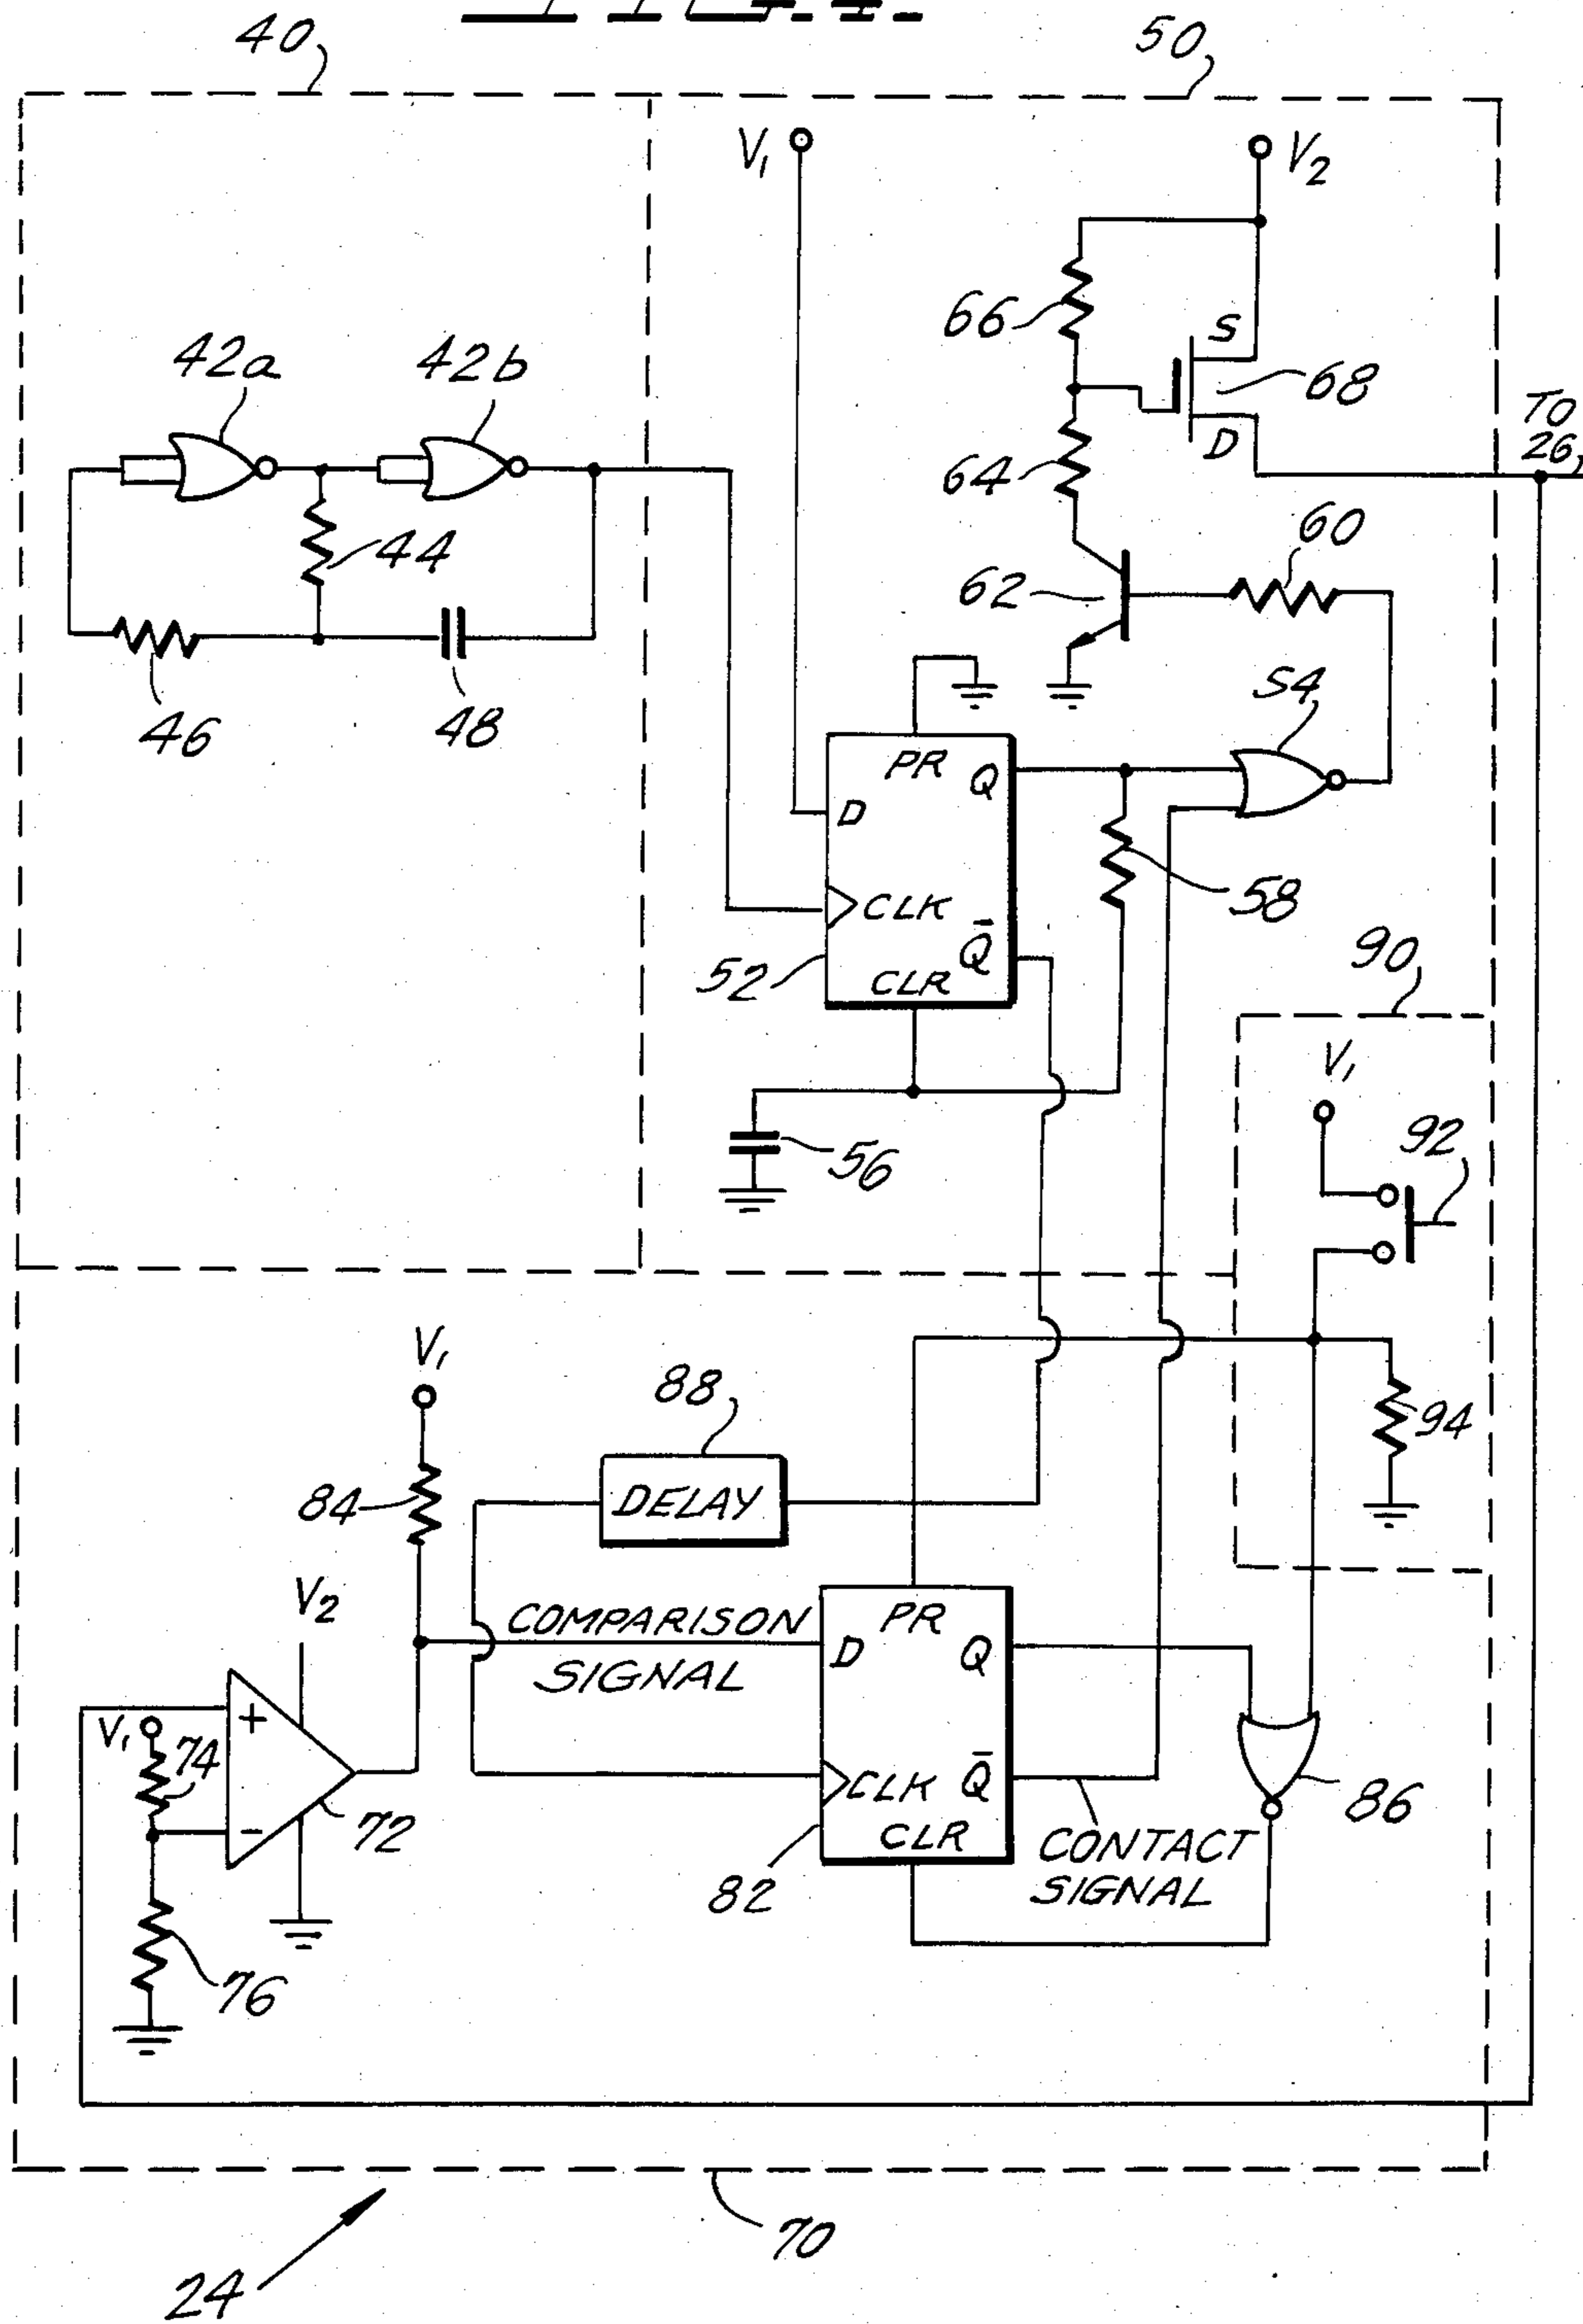 40
50
V₁
V₂
66
S
68
D
TO
26
42a
42b
64
44
60
62
46
48
54
PR
Q
D
CLK
58
Q̄
52
CLR
90
V₁
92
56
V₁
88
94
84
DELAY
V₂
COMPARISON
SIGNAL
PR
D
Q
+
V₁
74
CLK
Q̄
86
-
72
CLR
CONTACT
SIGNAL
82
76
70
24